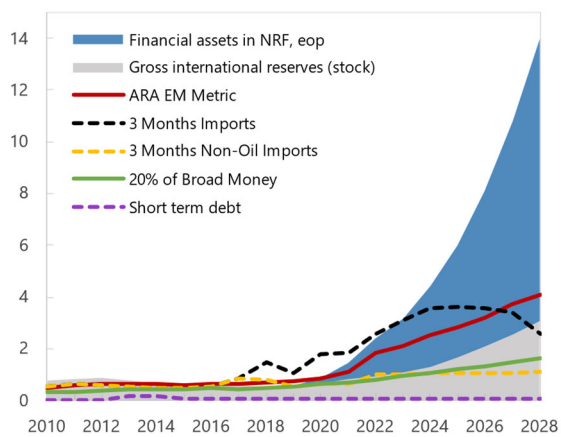 14
12
10
8
6
4
2
0
Financial assets in NRF, eop
Gross international reserves (stock)
ARA EM Metric
3 Months Imports
3 Months Non-Oil Imports
20% of Broad Money
Short term debt
2010 2012 2014 2016 2018 2020 2022 2024 2026 2028